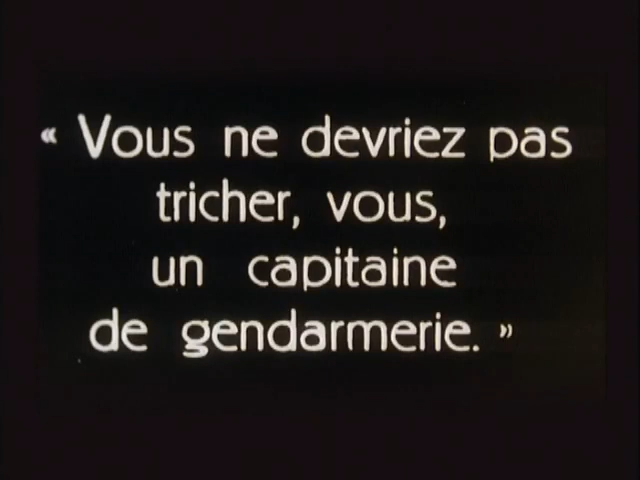 « Vous ne devriez pas
tricher, vous,
un capitaine
de gendarmerie. »